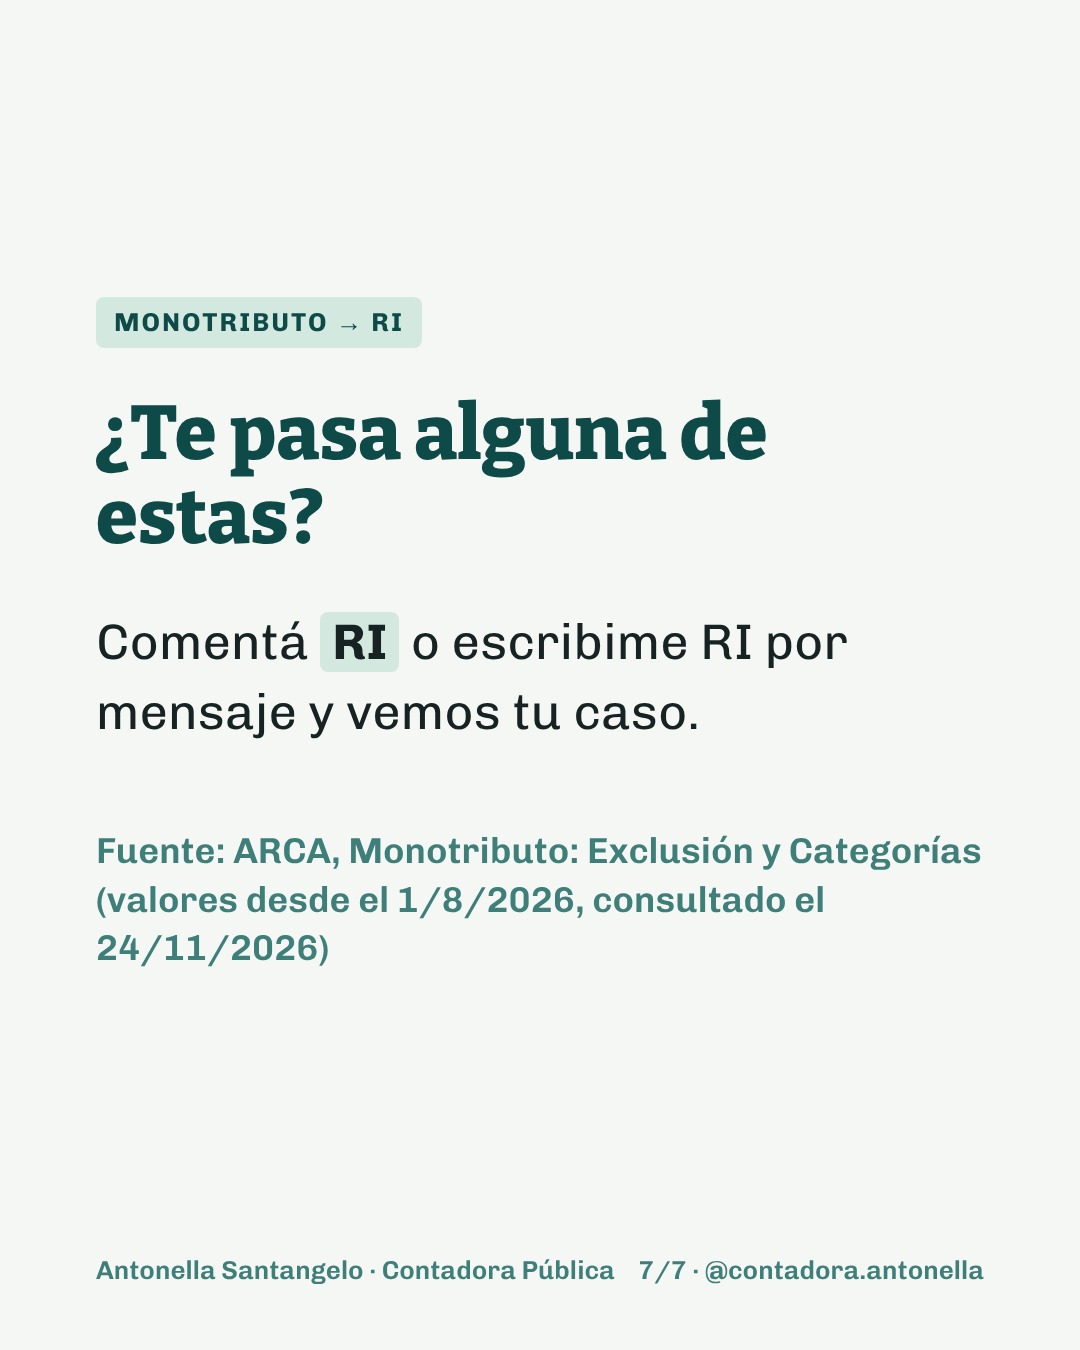 MONOTRIBUTO → RI
¿Te pasa alguna de
estas?
Comentá RI o escribime RI por
mensaje y vemos tu caso.
Fuente: ARCA, Monotributo: Exclusión y Categorías
(valores desde el 1/8/2026, consultado el
24/11/2026)
Antonella Santangelo · Contadora Pública 7/7 · @contadora.antonella